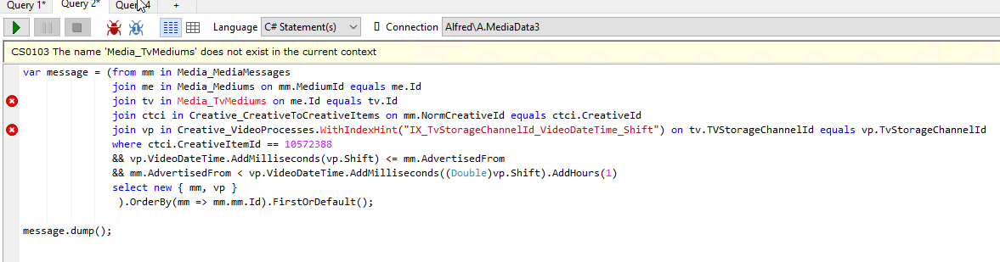 Query 1* Query 2* Query 4 +
Language C# Statement(s) Connection Alfred\A.MediaData3
CS0103 The name 'Media_TvMediums' does not exist in the current context
var message = (from mm in Media_MediaMessages
join me in Media_Mediums on mm.MediumId equals me.Id
join tv in Media_TvMediums on me.Id equals tv.Id
join ctci in Creative_CreativeToCreativeItems on mm.NormCreativeId equals ctci.CreativeId
join vp in Creative_VideoProcesses.WithIndexHint("IX_TvStorageChannelId_VideoDateTime_Shift") on tv.TVStorageChannelId equals vp.TvStorageChannelId
where ctci.CreativeItemId == 10572388
&& vp.VideoDateTime.AddMilliseconds(vp.Shift) <= mm.AdvertisedFrom
&& mm.AdvertisedFrom < vp.VideoDateTime.AddMilliseconds((Double)vp.Shift).AddHours(1)
select new { mm, vp }
).OrderBy(mm => mm.mm.Id).FirstOrDefault();
message.dump();